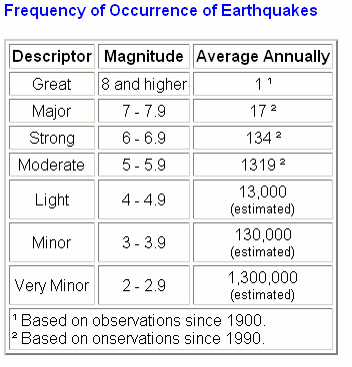 Frequency of Occurrence of Earthquakes
Descriptor Magnitude Average Annually
Great 8 and higher 1 ¹
Major 7 - 7.9 17 ²
Strong 6 - 6.9 134 ²
Moderate 5 - 5.9 1319 ²
Light 4 - 4.9 13,000
(estimated)
Minor 3 - 3.9 130,000
(estimated)
Very Minor 2 - 2.9 1,300,000
(estimated)
¹ Based on observations since 1900.
² Based on onservations since 1990.